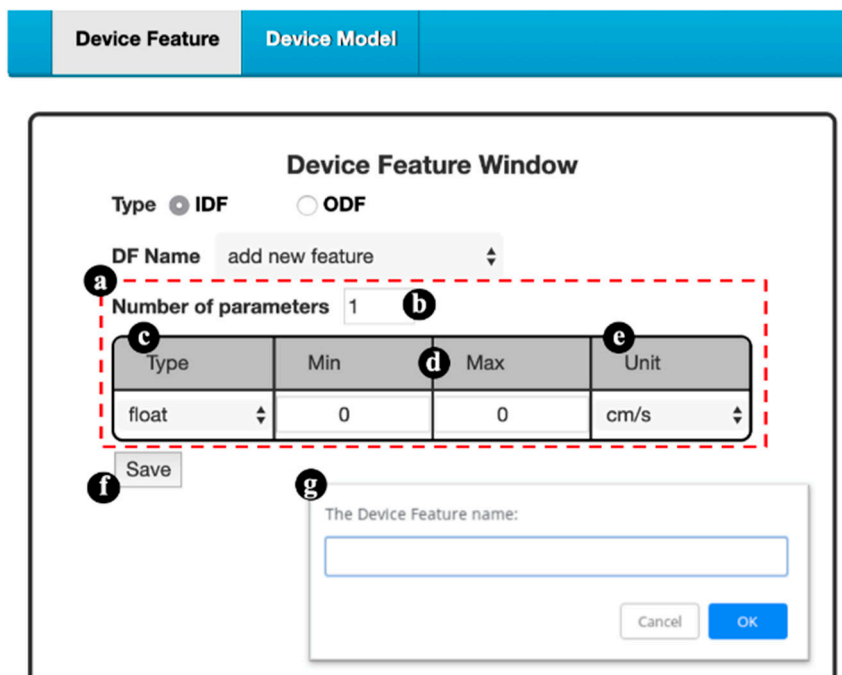 Device Feature Device Model
Device Feature Window
Type IDF ODF
DF Name add new feature
a
Number of parameters 1 b
c d e
Type Min Max Unit
float 0 0 cm/s
Save
f g
The Device Feature name:
Cancel OK